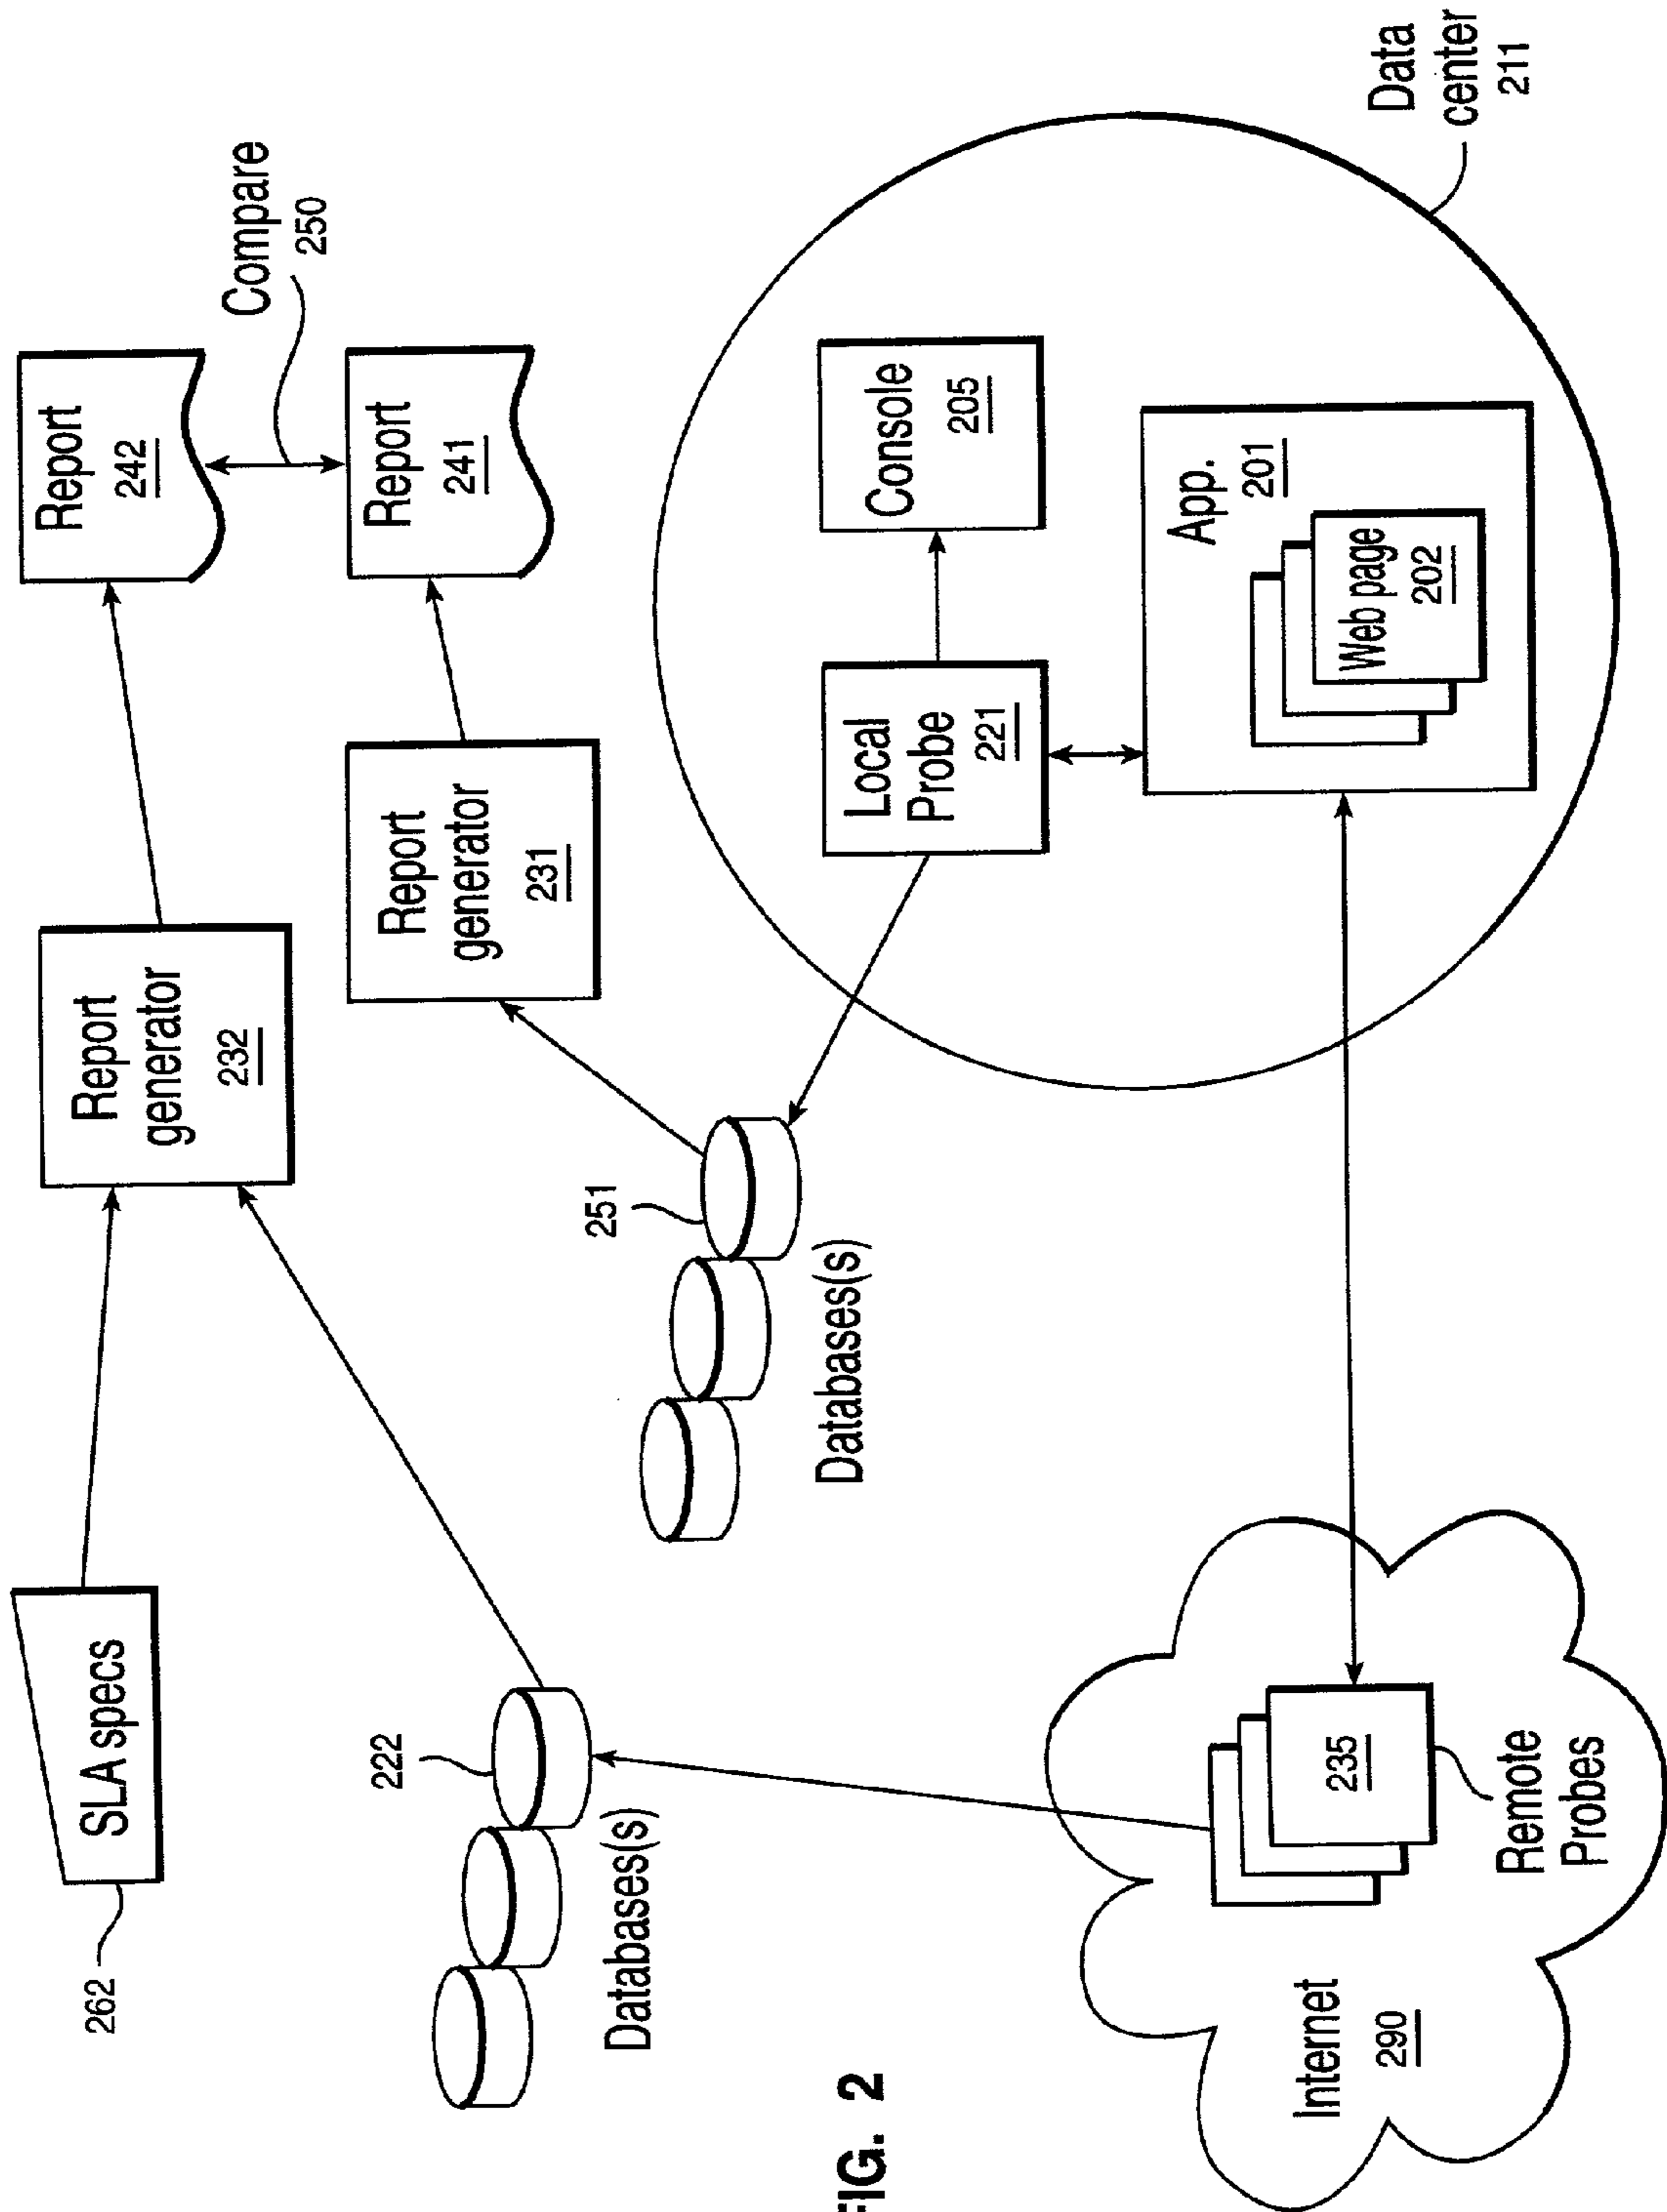 262
SLA specs
Report
generator
232
Report
242
Compare
250
222
Databases(s)
Report
generator
231
Report
241
251
Databases(s)
Local
Probe
221
Console
205
App.
201
Web page
202
Data
center
211
Internet
290
235
Remote
Probes
FIG. 2